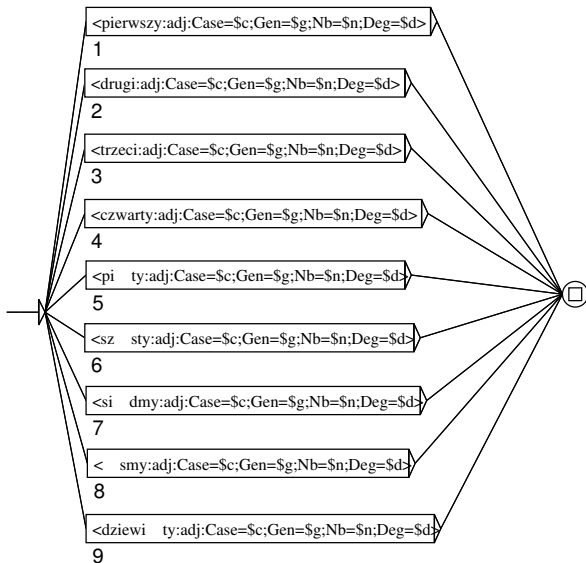 <pierwszy:adj:Case=$c;Gen=$g;Nb=$n;Deg=$d>
1
<drugi:adj:Case=$c;Gen=$g;Nb=$n;Deg=$d>
2
<trzeci:adj:Case=$c;Gen=$g;Nb=$n;Deg=$d>
3
<czwarty:adj:Case=$c;Gen=$g;Nb=$n;Deg=$d>
4
<pi ty:adj:Case=$c;Gen=$g;Nb=$n;Deg=$d>
5
<sz sty:adj:Case=$c;Gen=$g;Nb=$n;Deg=$d>
6
<si dmy:adj:Case=$c;Gen=$g;Nb=$n;Deg=$d>
7
< smy:adj:Case=$c;Gen=$g;Nb=$n;Deg=$d>
8
<dziewi ty:adj:Case=$c;Gen=$g;Nb=$n;Deg=$d>
9